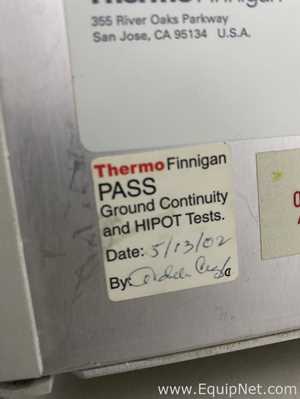 Thermo Finnigan
355 River Oaks Parkway
San Jose, CA 95134 U.S.A.
ThermoFinnigan
PASS
Ground Continuity
and HIPOT Tests.
Date: 5/13/02
By:
www.EquipNet.com